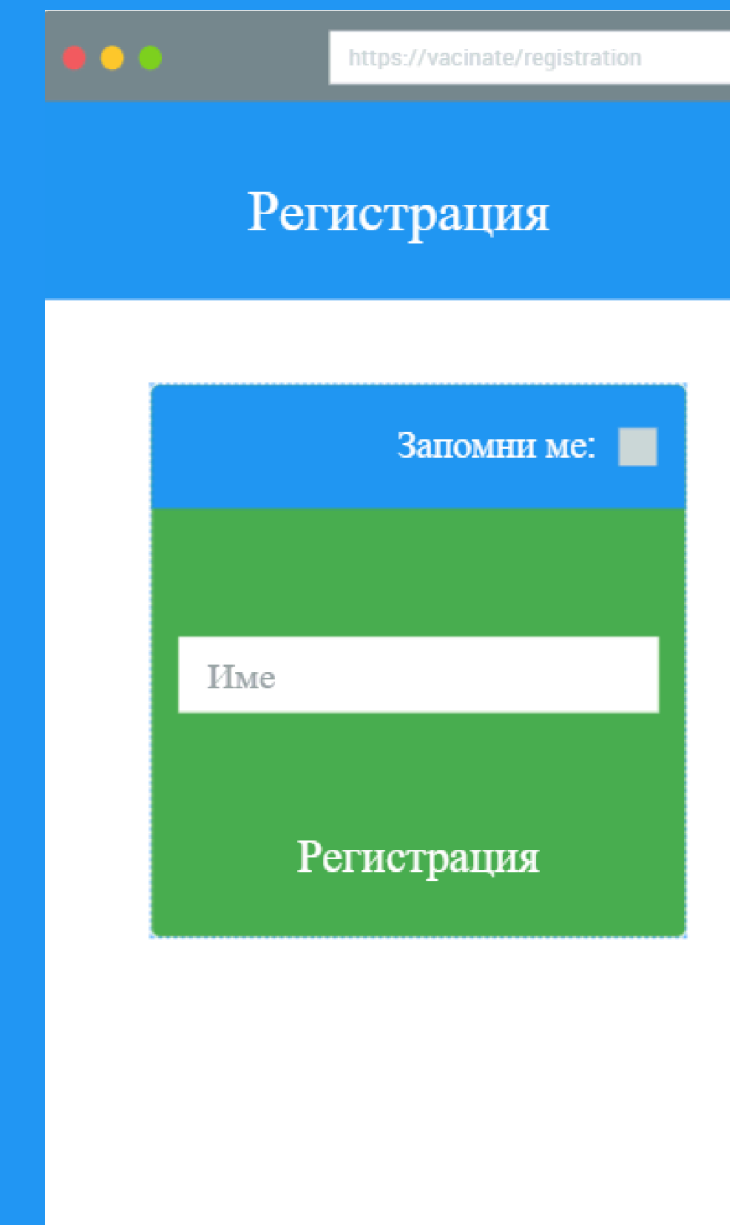 https://vacinate/registration
Регистрация
Запомни ме:
Име
Регистрация